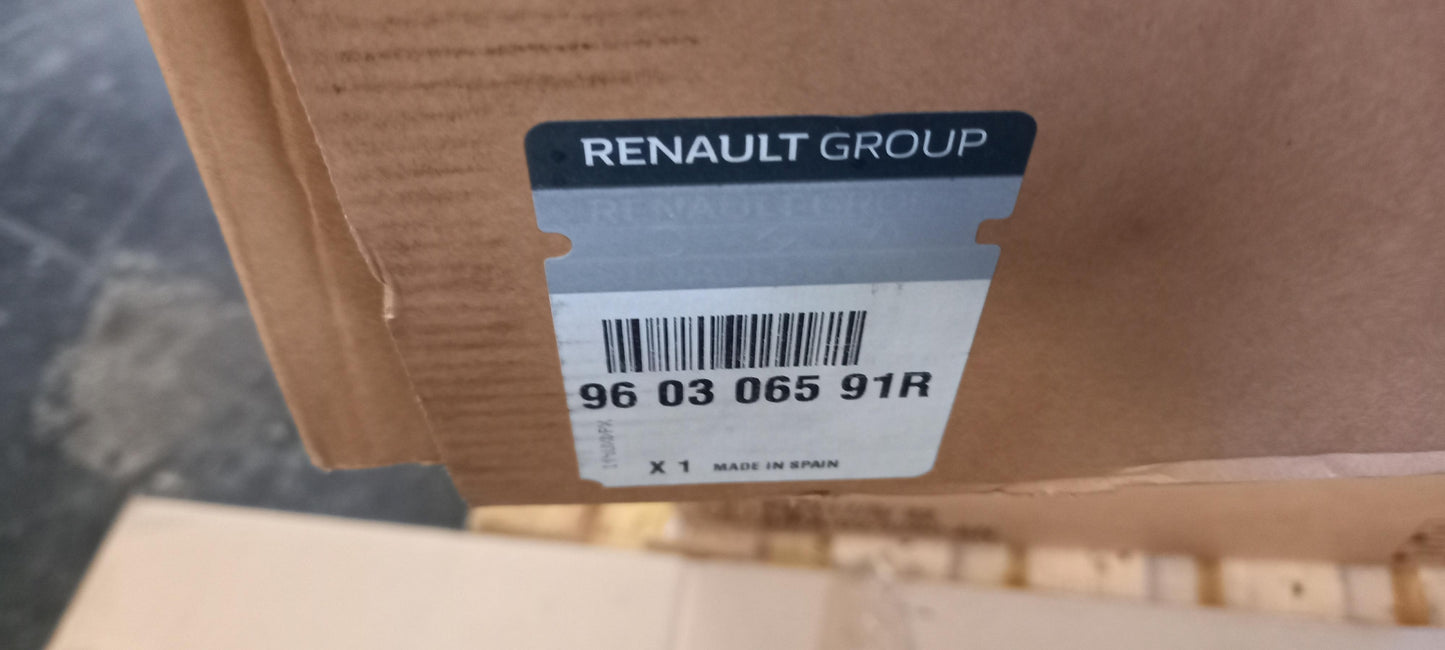 RENAULT GROUP
96 03 065 91R
X 1 MADE IN SPAIN